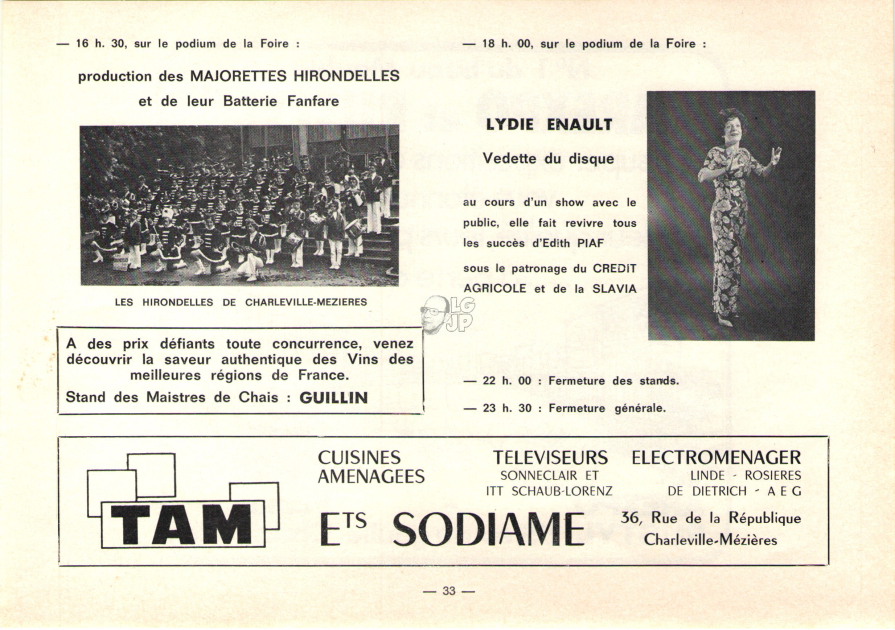 — 16 h. 30, sur le podium de la Foire :
production des MAJORETTES HIRONDELLES
et de leur Batterie Fanfare
LES HIRONDELLES DE CHARLEVILLE-MEZIERES
A des prix défiants toute concurrence, venez
découvrir la saveur authentique des Vins des
meilleures régions de France.
Stand des Maistres de Chais : GUILLIN
— 18 h. 00, sur le podium de la Foire :
LYDIE ENAULT
Vedette du disque
au cours d'un show avec le
public, elle fait revivre tous
les succès d'Edith PIAF
sous le patronage du CREDIT
AGRICOLE et de la SLAVIA
— 22 h. 00 : Fermeture des stands.
— 23 h. 30 : Fermeture générale.
LG
JP
TAM
CUISINES
AMENAGEES
TELEVISEURS
SONNECLAIR ET
ITT SCHAUB-LORENZ
ELECTROMENAGER
LINDE - ROSIERES
DE DIETRICH - A E G
ETS SODIAME
36, Rue de la République
Charleville-Mézières
— 33 —